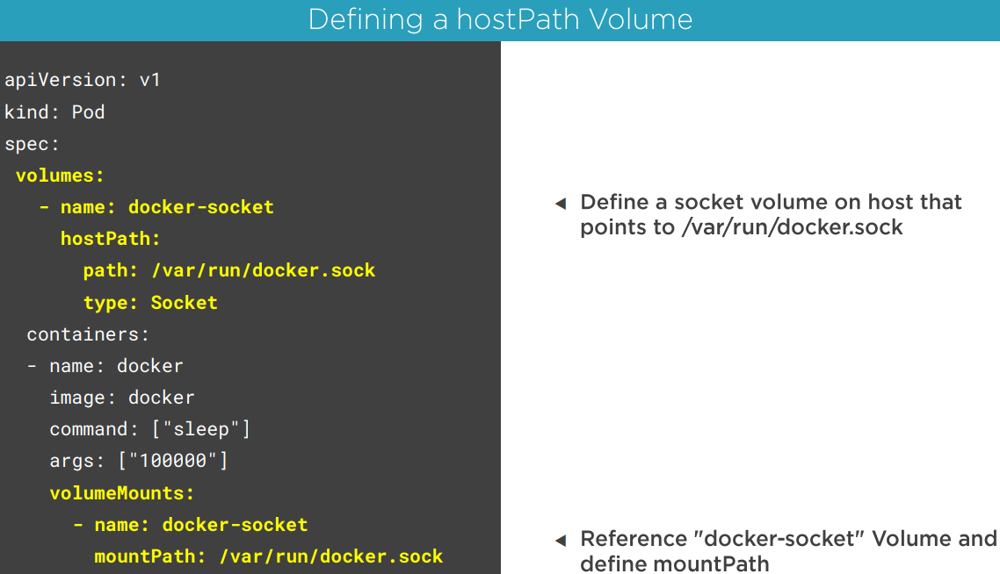 Defining a hostPath Volume
apiVersion: v1
kind: Pod
spec:
 volumes:
   - name: docker-socket
     hostPath:
       path: /var/run/docker.sock
       type: Socket
  containers:
  - name: docker
    image: docker
    command: ["sleep"]
    args: ["100000"]
    volumeMounts:
      - name: docker-socket
        mountPath: /var/run/docker.sock
◄ Define a socket volume on host that
points to /var/run/docker.sock
◄ Reference "docker-socket" Volume and
define mountPath